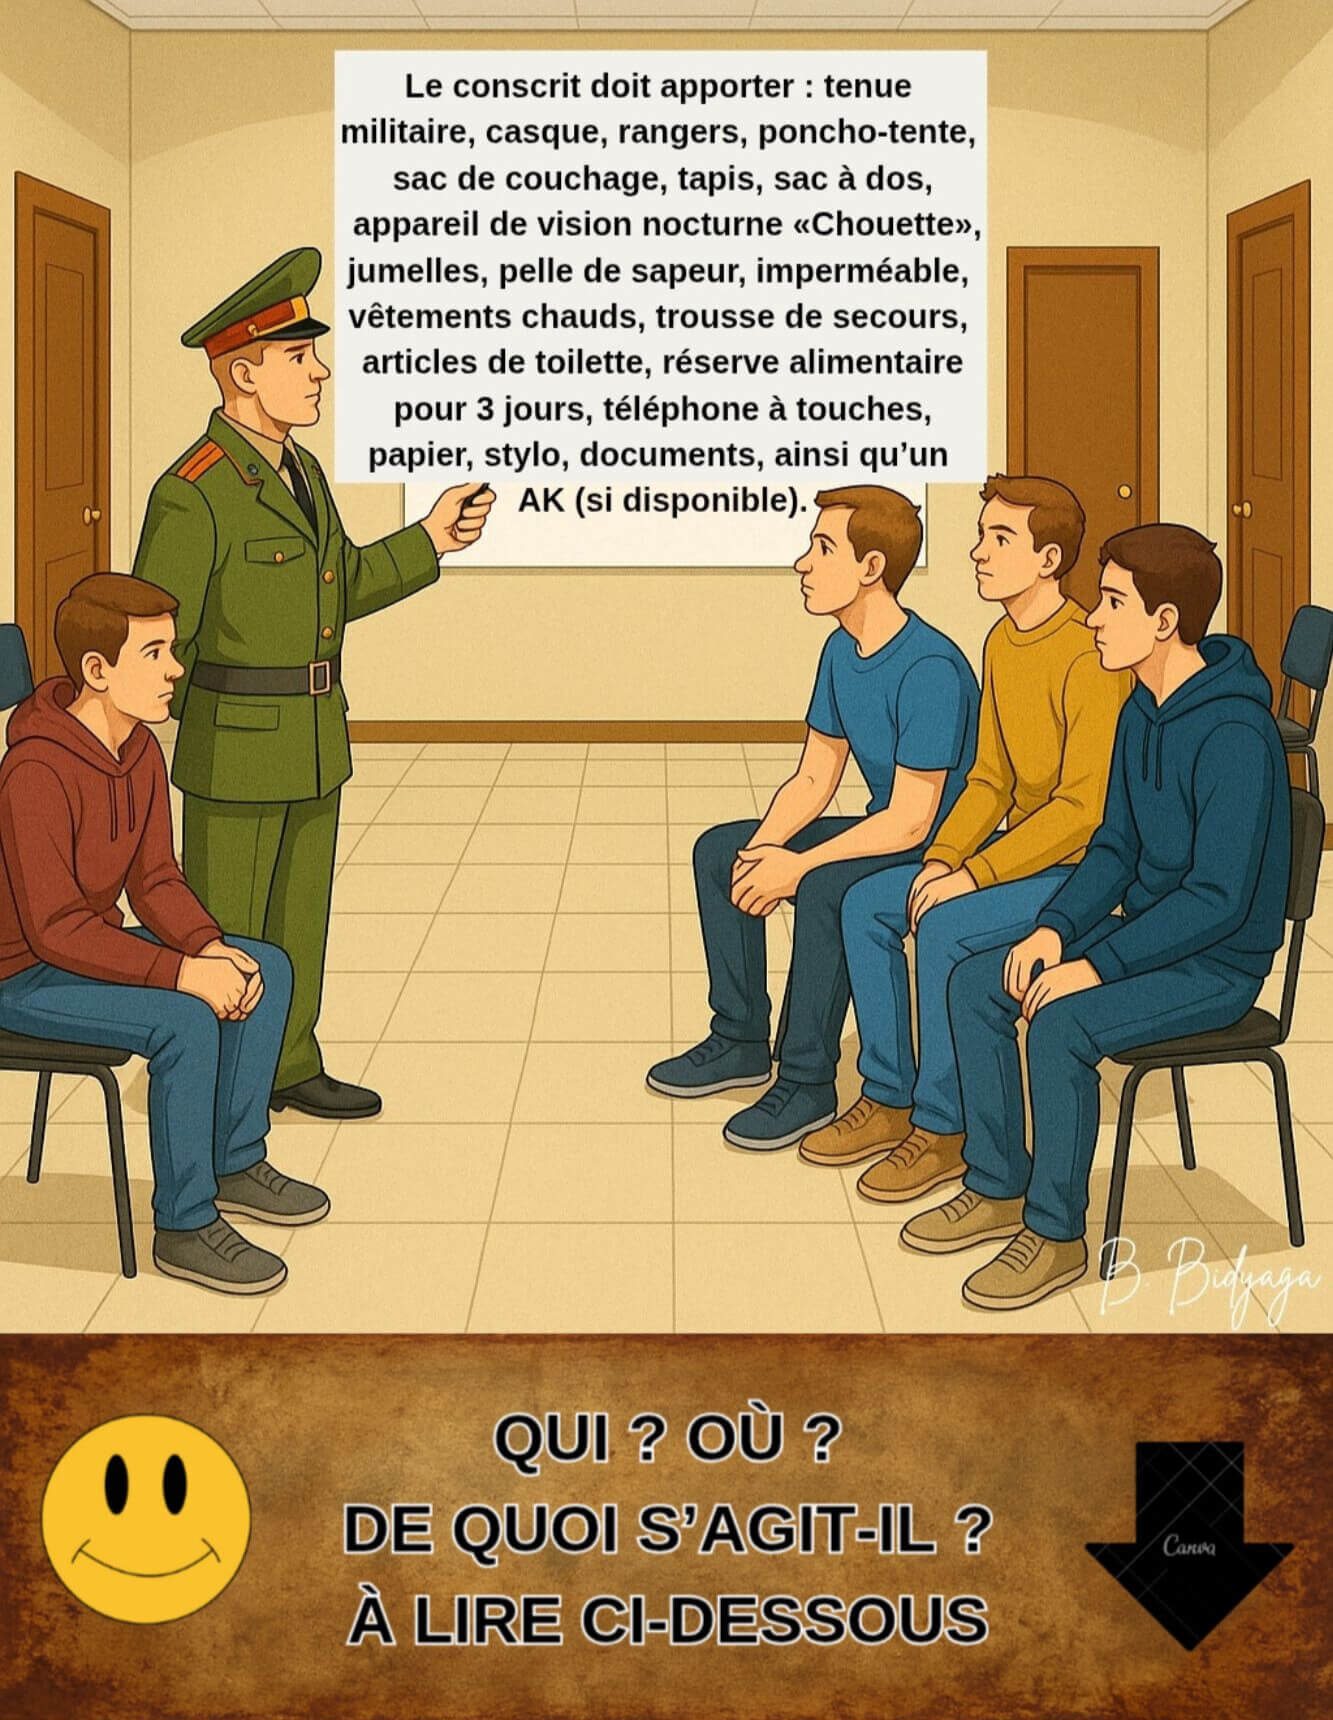 Le conscrit doit apporter : tenue
militaire, casque, rangers, poncho-tente,
sac de couchage, tapis, sac à dos,
appareil de vision nocturne «Chouette»,
jumelles, pelle de sapeur, imperméable,
vêtements chauds, trousse de secours,
articles de toilette, réserve alimentaire
pour 3 jours, téléphone à touches,
papier, stylo, documents, ainsi qu’un
AK (si disponible).
B. Bidyaga
QUI ? OÙ ?
DE QUOI S’AGIT-IL ?
À LIRE CI-DESSOUS
Canva